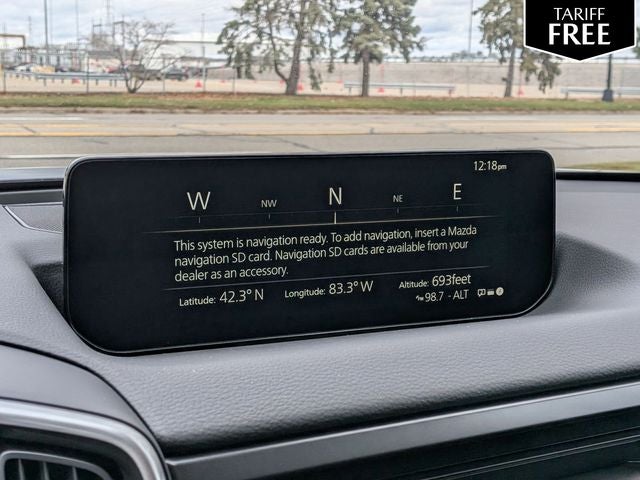 TARIFF
FREE
12:18pm
W NW N NE E
This system is navigation ready. To add navigation, insert a Mazda
navigation SD card. Navigation SD cards are available from your
dealer as an accessory.
Latitude: 42.3° N Longitude: 83.3° W Altitude: 693feet
98.7 - ALT